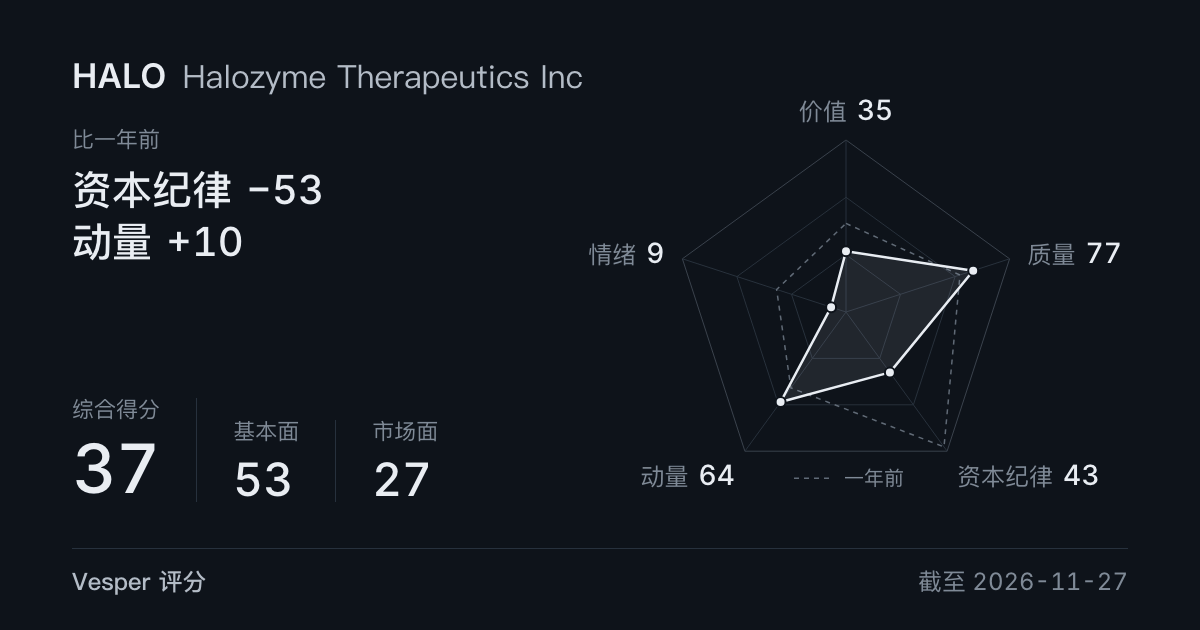 HALO Halozyme Therapeutics Inc
比一年前
资本纪律 −53
动量 +10
综合得分
37
基本面
53
市场面
27
价值 35
质量 77
资本纪律 43
动量 64
情绪 9
一年前
Vesper 评分
截至 2026-11-27